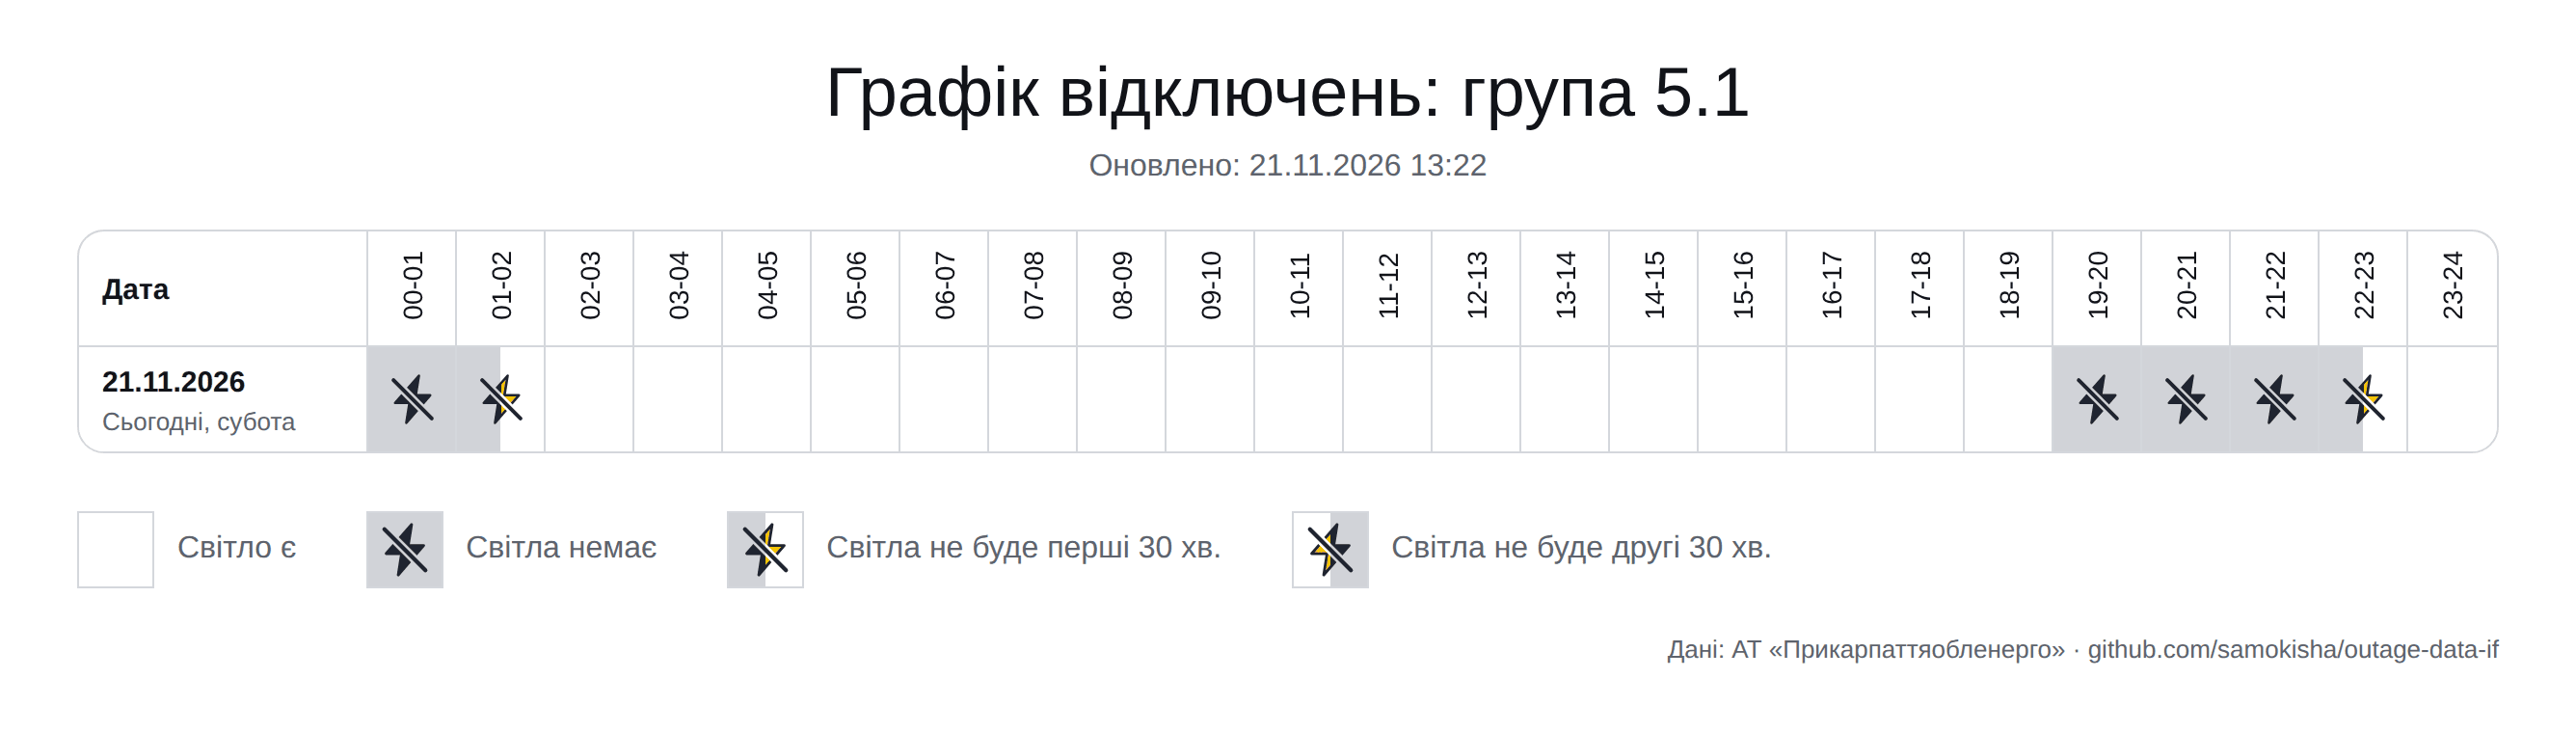 Графік відключень: група 5.1
Оновлено: 21.11.2026 13:22
Дата 00-01 01-02 02-03 03-04 04-05 05-06 06-07 07-08 08-09 09-10 10-11 11-12 12-13 13-14 14-15 15-16 16-17 17-18 18-19 19-20 20-21 21-22 22-23 23-24
21.11.2026
Сьогодні, субота
Світло є Світла немає Світла не буде перші 30 хв. Світла не буде другі 30 хв.
Дані: АТ «Прикарпаттяобленерго» · github.com/samokisha/outage-data-if